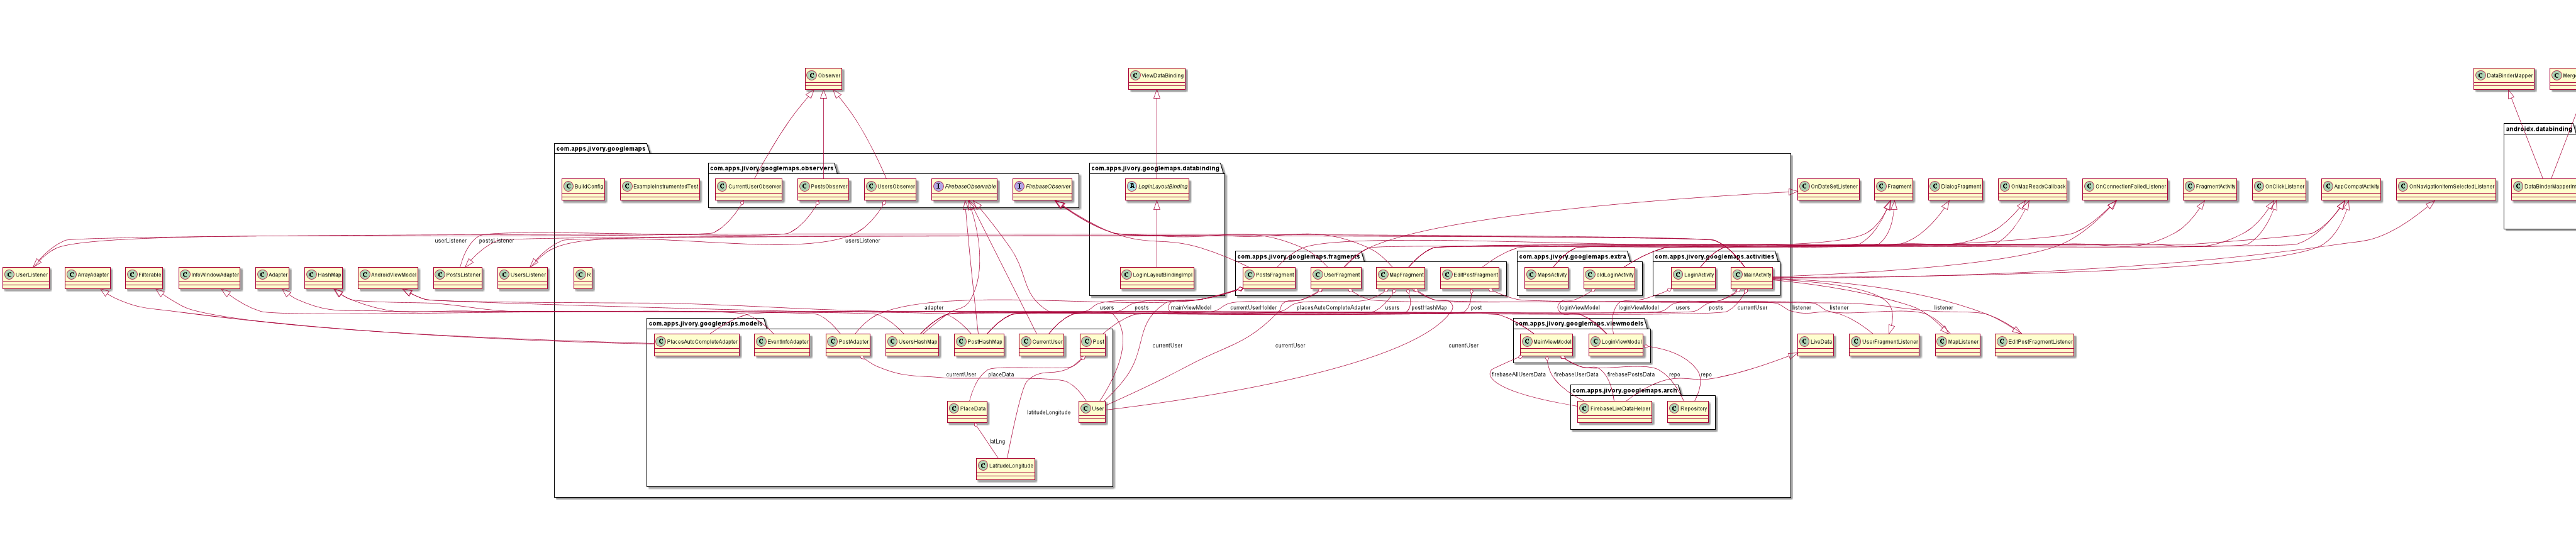 Observer
ViewDataBinding
DataBinderMapper
Merge
androidx.databinding
com.apps.jivory.googlemaps
com.apps.jivory.googlemaps.observers
com.apps.jivory.googlemaps.databinding
BuildConfig
ExampleInstrumentedTest
CurrentUserObserver
PostsObserver
UsersObserver
FirebaseObservable
FirebaseObserver
LoginLayoutBinding
OnDateSetListener
Fragment
DialogFragment
OnMapReadyCallback
OnConnectionFailedListener
FragmentActivity
OnClickListener
AppCompatActivity
OnNavigationItemSelectedListener
DataBinderMapperIm
userListener
postsListener
usersListener
com.apps.jivory.googlemaps.fragments
com.apps.jivory.googlemaps.extra
com.apps.jivory.googlemaps.activities
UserListener
ArrayAdapter
Filterable
InfoWindowAdapter
Adapter
HashMap
AndroidViewModel
PostsListener
UsersListener
R
LoginLayoutBindingImpl
PostsFragment
UserFragment
MapFragment
EditPostFragment
MapsActivity
OldLoginActivity
LoginActivity
MainActivity
adapter
users
posts
mainViewModel
currentUserHolder
placesAutoCompleteAdapter
users
postHashMap
post
loginViewModel
loginViewModel
users
posts
currentUser
listener
listener
listener
com.apps.jivory.googlemaps.models
com.apps.jivory.googlemaps.viewmodels
PlacesAutoCompleteAdapter
EventInfoAdapter
PostAdapter
UsersHashMap
PostHashMap
CurrentUser
Post
MainViewModel
LoginViewModel
LiveData
UserFragmentListener
MapListener
EditPostFragmentListener
currentUser
currentUser
currentUser
currentUser
placeData
firebaseAllUsersData
firebaseUserData
firebasePostsData
repo
repo
com.apps.jivory.googlemaps.arch
PlaceData
latitudeLongitude
User
FirebaseLiveDataHelper
Repository
latLng
LatitudeLongitude